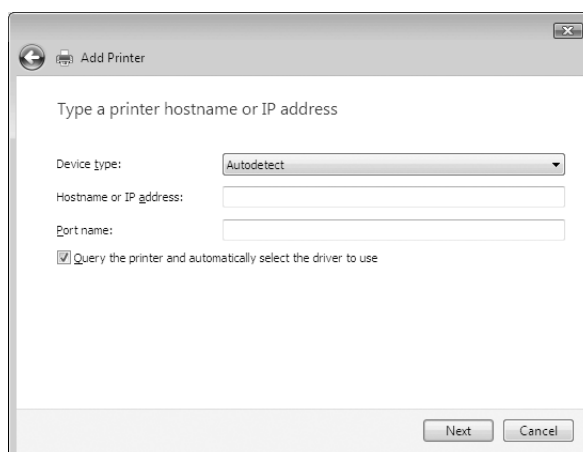 Add Printer
Type a printer hostname or IP address
Device type: Autodetect
Hostname or IP address:
Port name:
Query the printer and automatically select the driver to use
Next Cancel